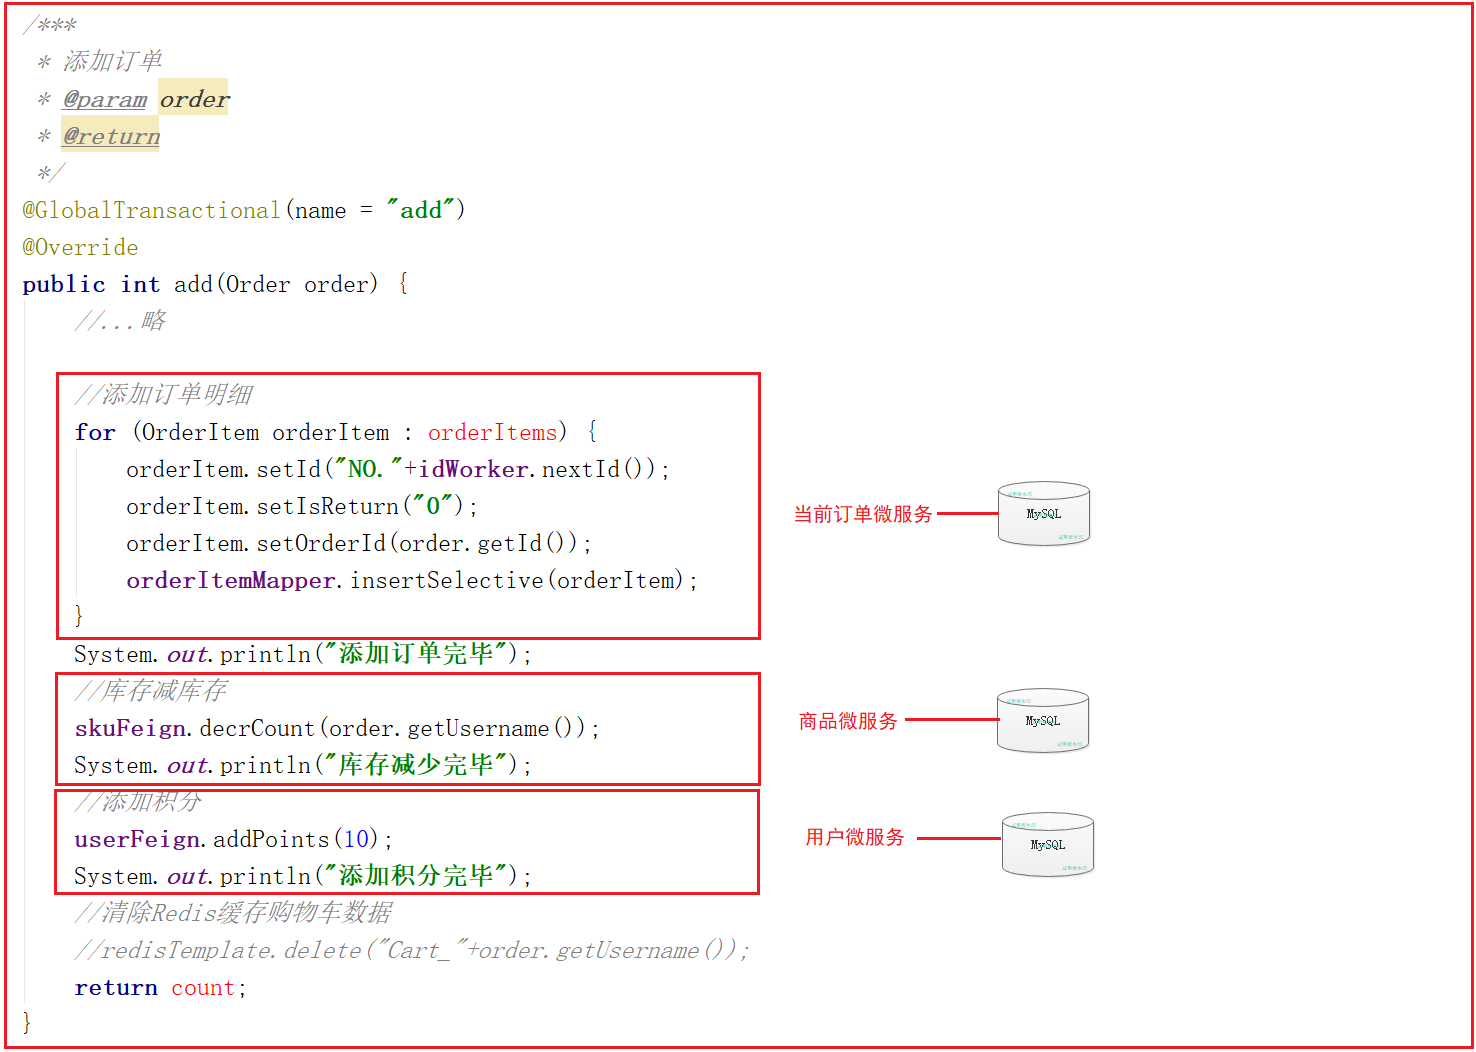 /***
* 添加订单
* @param order
* @return
*/
@GlobalTransactional(name = "add")
@Override
public int add(Order order) {
//...略
//添加订单明细
for (OrderItem orderItem : orderItems) {
orderItem.setId("NO."+idWorker.nextId());
orderItem.setIsReturn("0");
orderItem.setOrderId(order.getId());
orderItemMapper.insertSelective(orderItem);
}
当前订单微服务
MySQL
System.out.println("添加订单完毕");
//库存减库存
skuFeign.decrCount(order.getUsername());
System.out.println("库存减少完毕");
商品微服务
MySQL
//添加积分
userFeign.addPoints(10);
System.out.println("添加积分完毕");
用户微服务
MySQL
//清除Redis缓存购物车数据
//redisTemplate.delete("Cart_"+order.getUsername());
return count;
}